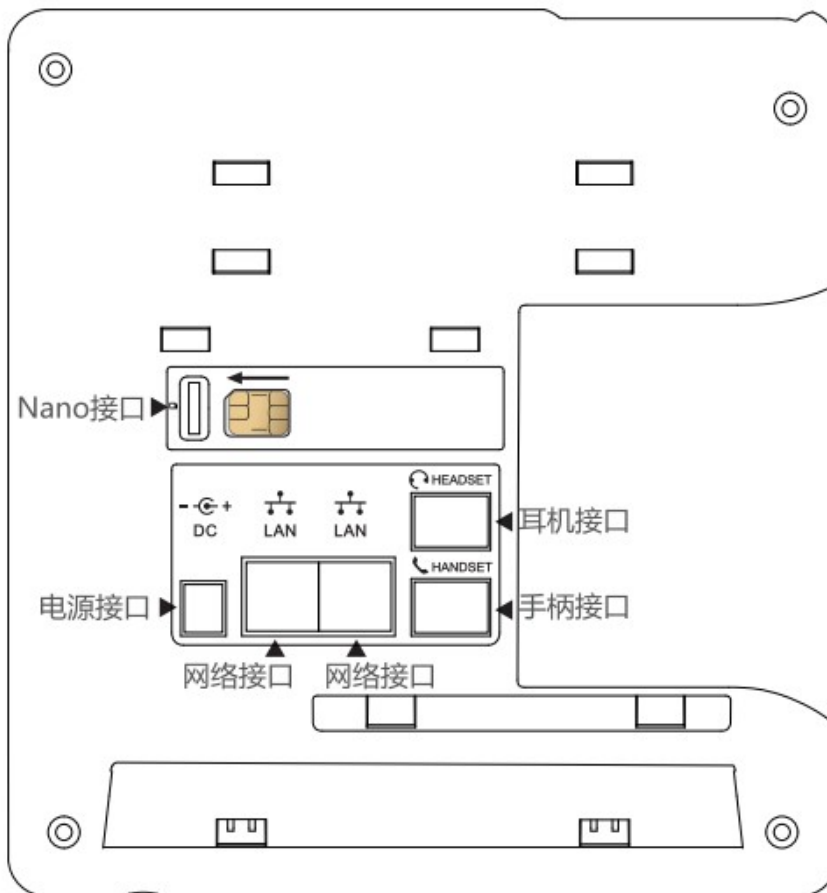 Nano接口
HEADSET
- +
DC
LAN
LAN
耳机接口
HANDSET
电源接口
手柄接口
网络接口
网络接口